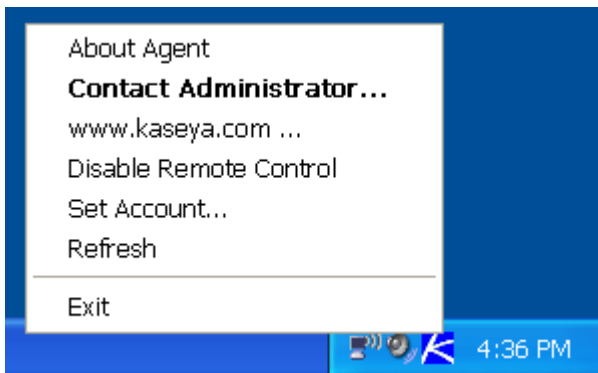 About Agent
Contact Administrator...
www.kaseya.com ...
Disable Remote Control
Set Account...
Refresh
Exit
4:36 PM